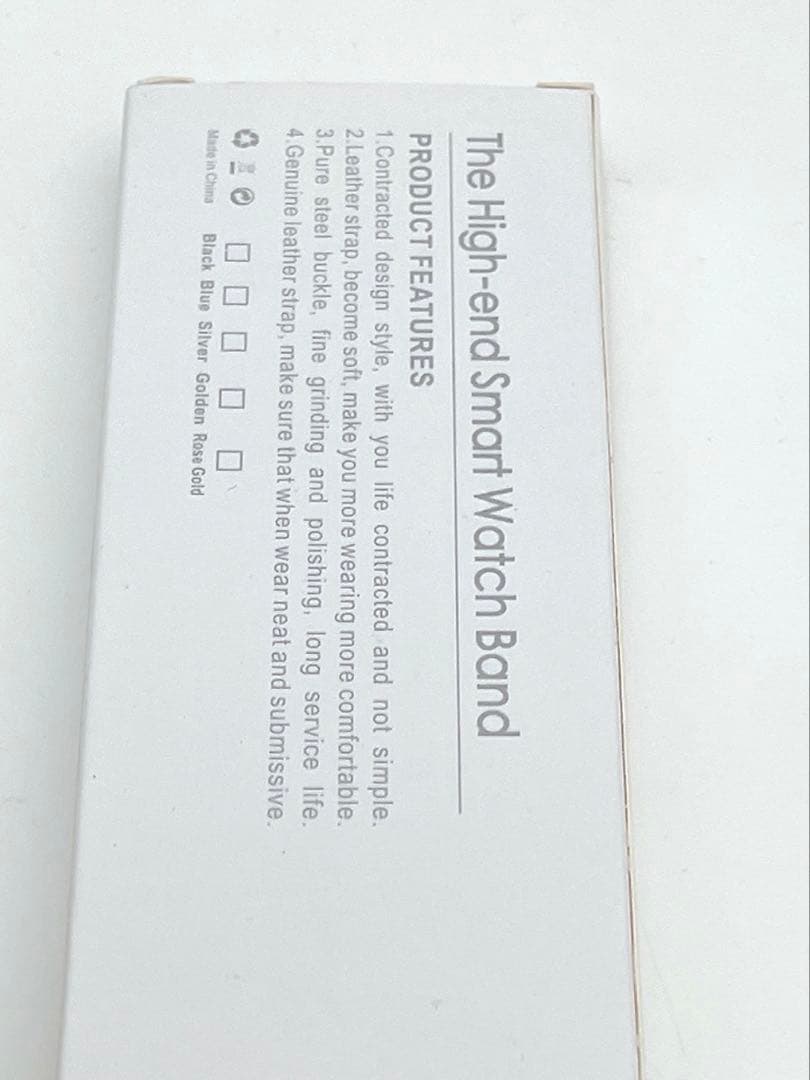 The High-end Smart Watch Band
PRODUCT FEATURES
1.Contracted design style, with you life contracted and not simple.
2.Leather strap, become soft, make you more wearing more comfortable.
3.Pure steel buckle, fine grinding and polishing, long service life.
4.Genuine leather strap, make sure that when wear neat and submissive.
Made in China
Black Blue Silver Golden Rose Gold